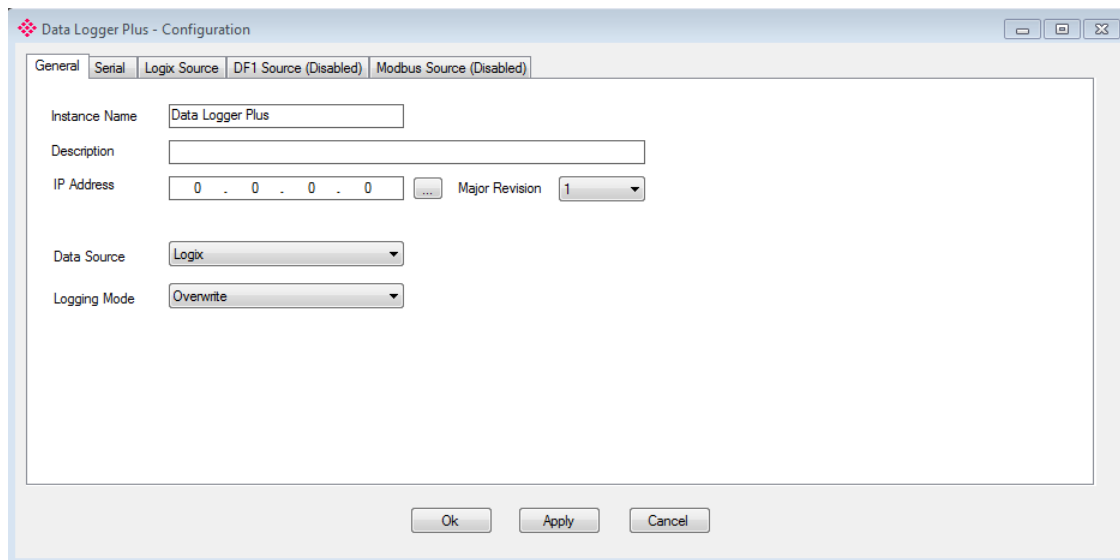 Data Logger Plus - Configuration
General Serial Logix Source DF1 Source (Disabled) Modbus Source (Disabled)
Instance Name Data Logger Plus
Description
IP Address 0 . 0 . 0 . 0 ... Major Revision 1
Data Source Logix
Logging Mode Overwrite
Ok Apply Cancel